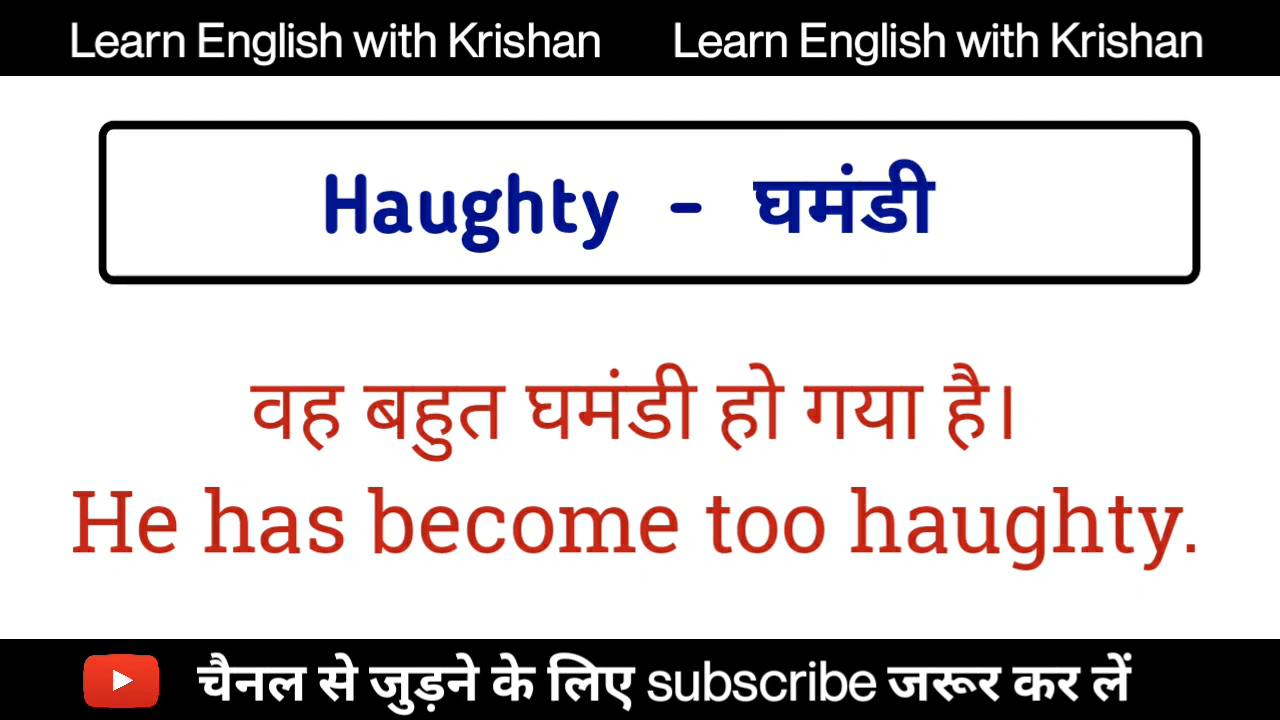 Learn English with Krishan Learn English with Krishan
Haughty - घमंडी
वह बहुत घमंडी हो गया है।
He has become too haughty.
चैनल से जुड़ने के लिए subscribe जरूर कर लें